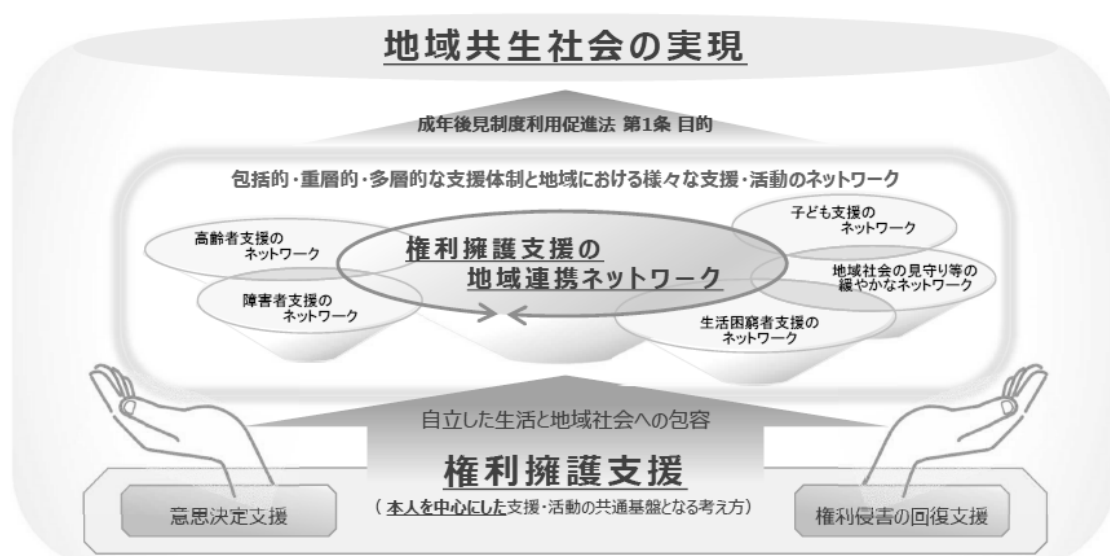 地域共生社会の実現
成年後見制度利用促進法 第1条 目的
包括的・重層的・多層的な支援体制と地域における様々な支援・活動のネットワーク
高齢者支援の
ネットワーク
障害者支援の
ネットワーク
権利擁護支援の
地域連携ネットワーク
子ども支援の
ネットワーク
地域社会の見守り等の
緩やかなネットワーク
生活困窮者支援の
ネットワーク
自立した生活と地域社会への包容
権利擁護支援
（本人を中心にした支援・活動の共通基盤となる考え方）
意思決定支援
権利侵害の回復支援